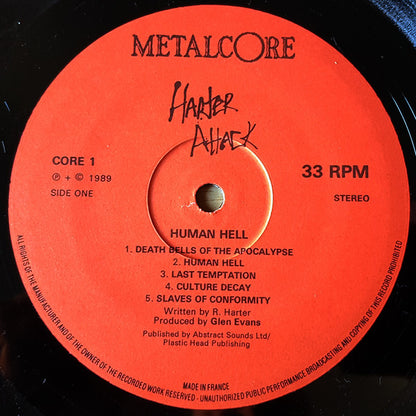 METALCORE
HARTER
ATTACK
CORE 1
℗ + © 1989
SIDE ONE
33 RPM
STEREO
HUMAN HELL
1. DEATH BELLS OF THE APOCALYPSE
2. HUMAN HELL
3. LAST TEMPTATION
4. CULTURE DECAY
5. SLAVES OF CONFORMITY
Written by R. Harter
Produced by Glen Evans
Published by Abstract Sounds Ltd/
Plastic Head Publishing
MADE IN FRANCE
ALL RIGHTS OF THE MANUFACTURER AND OF THE OWNER OF THE RECORDED WORK RESERVED - UNAUTHORIZED PUBLIC PERFORMANCE BROADCASTING AND COPYING OF THIS RECORD PROHIBITED